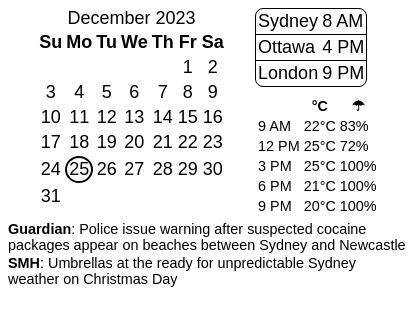 December 2023
Su Mo Tu We Th Fr Sa
1 2
3 4 5 6 7 8 9
10 11 12 13 14 15 16
17 18 19 20 21 22 23
24 25 26 27 28 29 30
31
Sydney 8 AM
Ottawa 4 PM
London 9 PM
°C ☂
9 AM 22°C 83%
12 PM 25°C 72%
3 PM 25°C 100%
6 PM 21°C 100%
9 PM 20°C 100%
Guardian: Police issue warning after suspected cocaine
packages appear on beaches between Sydney and Newcastle
SMH: Umbrellas at the ready for unpredictable Sydney
weather on Christmas Day